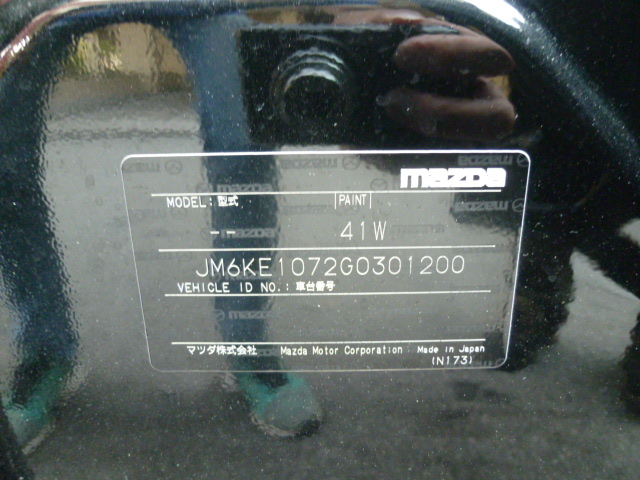 mazda
MODEL:型式 PAINT
-- 41W
JM6KE1072G0301200
VEHICLE ID NO.:車台番号
マツダ株式会社 Mazda Motor Corporation Made in Japan
(N173)